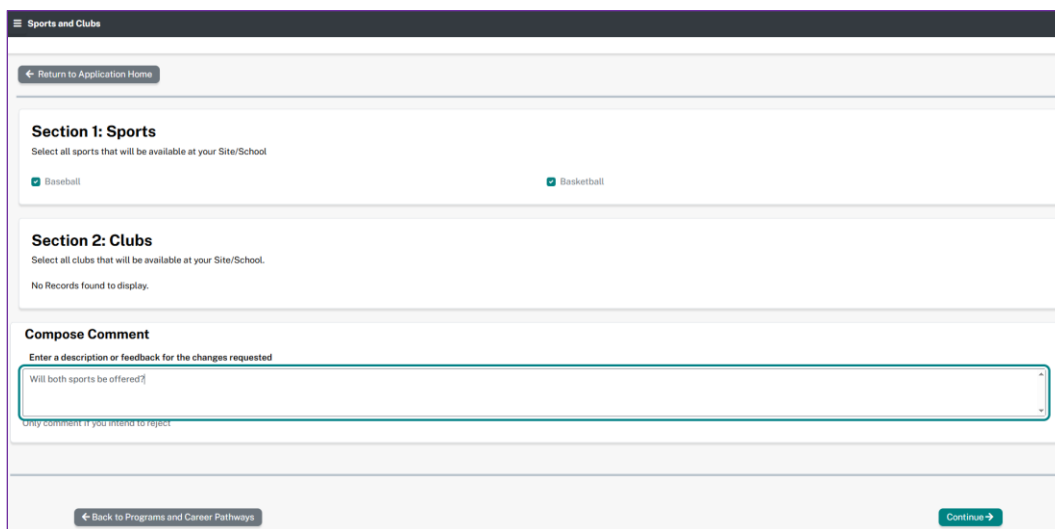 Sports and Clubs
Return to Application Home
Section 1: Sports
Select all sports that will be available at your Site/School
Baseball
Basketball
Section 2: Clubs
Select all clubs that will be available at your Site/School.
No Records found to display.
Compose Comment
Enter a description or feedback for the changes requested
Will both sports be offered?
Only comment if you intend to reject
Back to Programs and Career Pathways
Continue